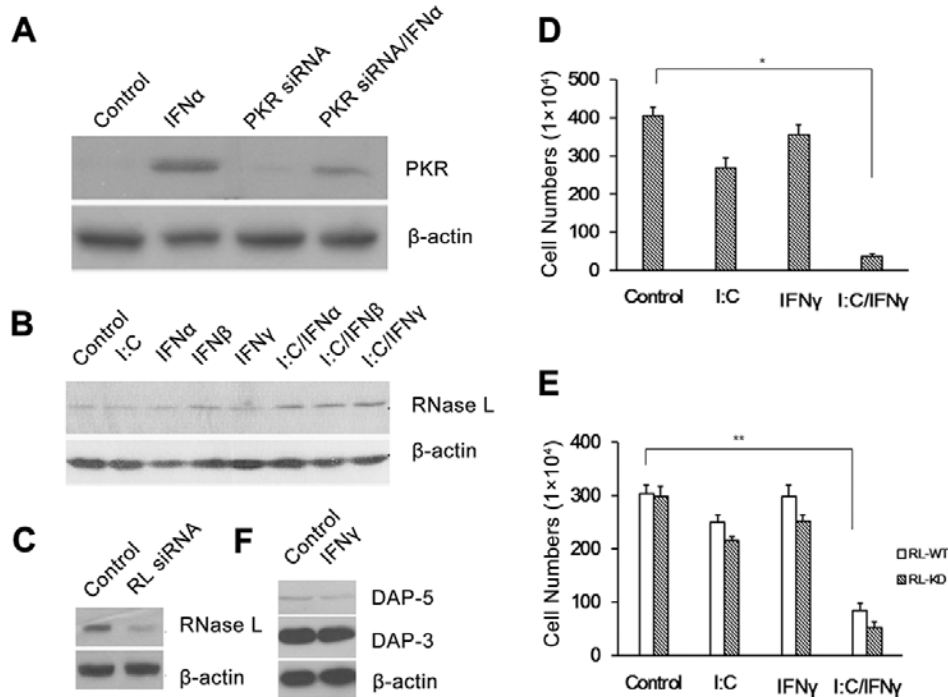 A
Control
IFNα
PKR siRNA
PKR siRNA/IFNα
PKR
β-actin
B
Control
I:C
IFNα
IFNβ
IFNγ
I:C/IFNα
I:C/IFNβ
I:C/IFNγ
RNase L
β-actin
C
Control
RL siRNA
RNase L
β-actin
F
Control
IFNγ
DAP-5
DAP-3
β-actin
D
Cell Numbers (1×10⁴)
500
400
300
200
100
0
*
Control
I:C
IFNγ
I:C/IFNγ
E
Cell Numbers (1×10⁴)
400
300
200
100
0
**
RL-WT
RL-KD
Control
I:C
IFNγ
I:C/IFNγ